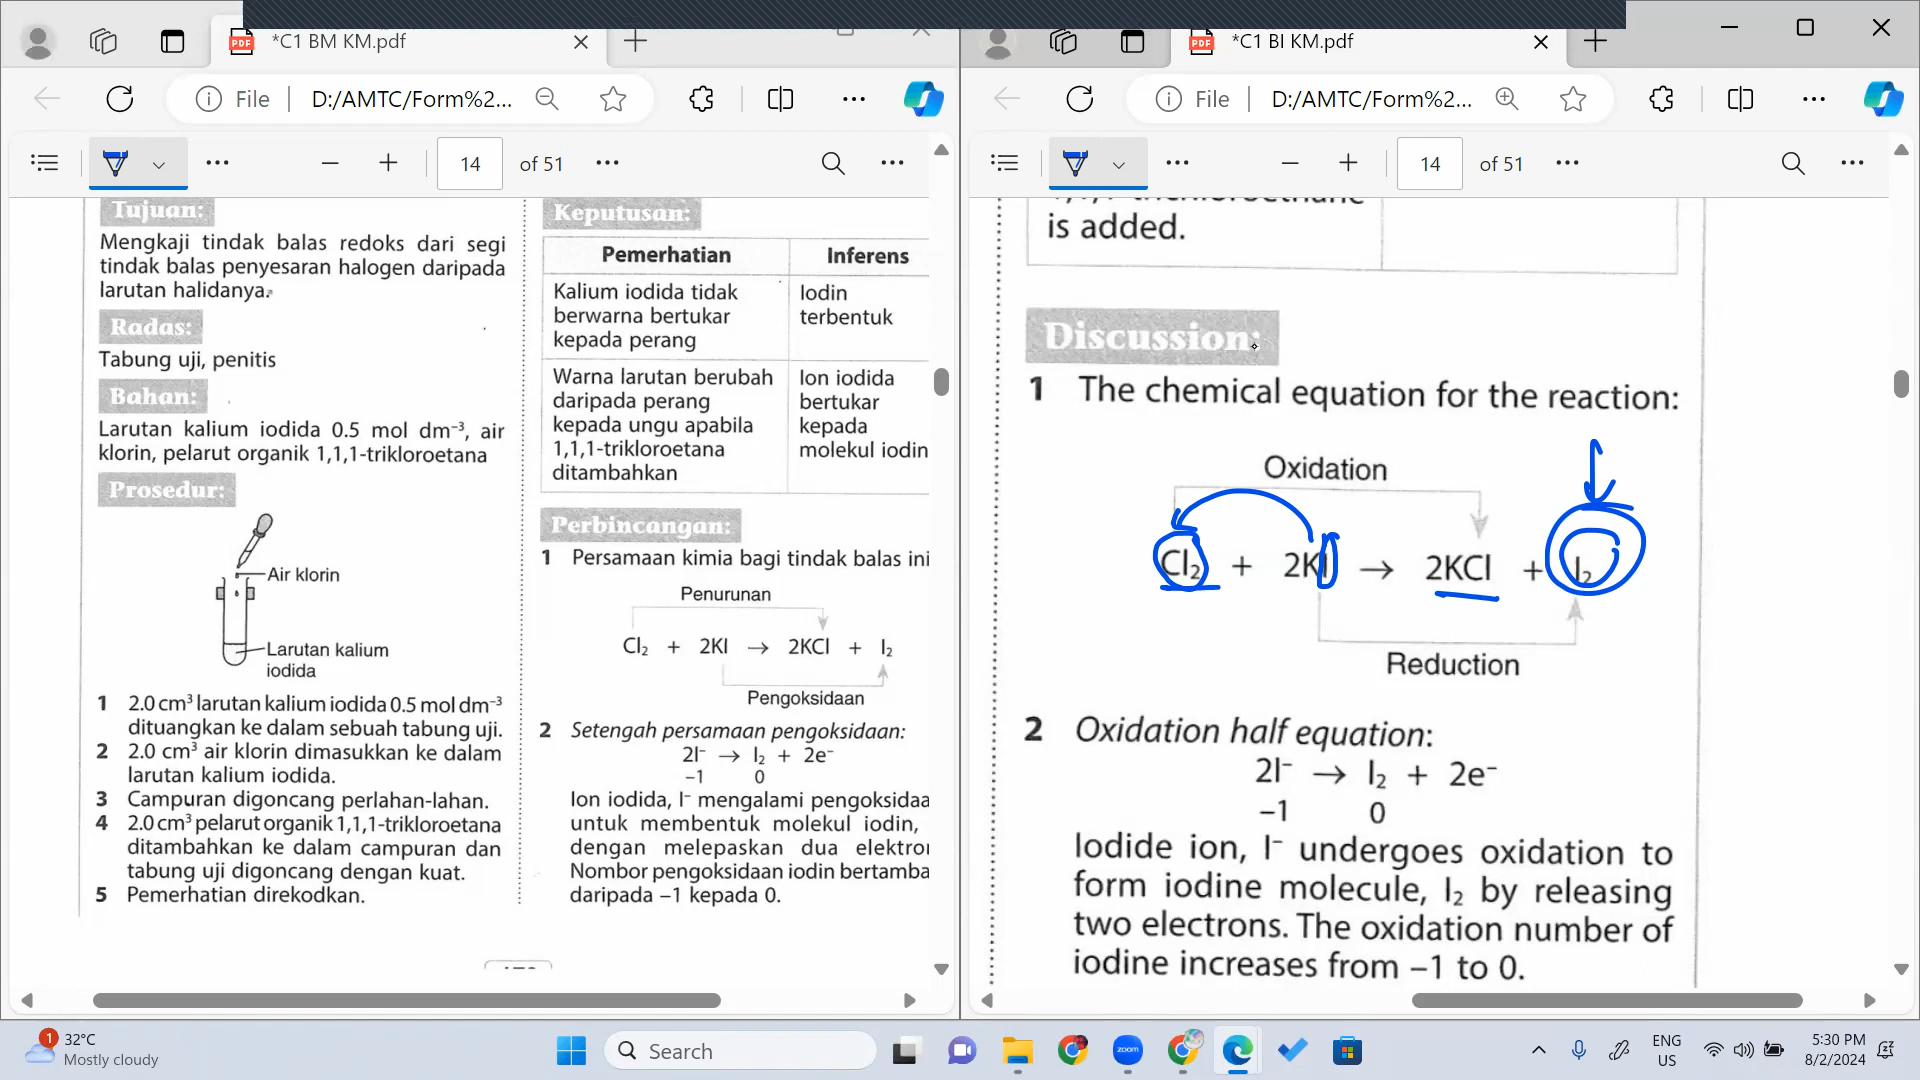 *C1 BM KM.pdf
File
D:/AMTC/Form%2...
14 of 51
Tujuan:
Mengkaji tindak balas redoks dari segi
tindak balas penyesaran halogen daripada
larutan halidanya.
Radas:
Tabung uji, penitis
Bahan:
Larutan kalium iodida 0.5 mol dm⁻³, air
klorin, pelarut organik 1,1,1-trikloroetana
Prosedur:
Air klorin
Larutan kalium
iodida
1 2.0 cm³ larutan kalium iodida 0.5 mol dm⁻³
dituangkan ke dalam sebuah tabung uji.
2 2.0 cm³ air klorin dimasukkan ke dalam
larutan kalium iodida.
3 Campuran digoncang perlahan-lahan.
4 2.0 cm³ pelarut organik 1,1,1-trikloroetana
ditambahkan ke dalam campuran dan
tabung uji digoncang dengan kuat.
5 Pemerhatian direkodkan.
Keputusan:
Pemerhatian
Inferens
Kalium iodida tidak
berwarna bertukar
kepada perang
Iodin
terbentuk
Warna larutan berubah
daripada perang
kepada ungu apabila
1,1,1-trikloroetana
ditambahkan
Ion iodida
bertukar
kepada
molekul iodin
Perbincangan:
1 Persamaan kimia bagi tindak balas ini
Penurunan
Cl₂ + 2KI → 2KCl + I₂
Pengoksidaan
2 Setengah persamaan pengoksidaan:
2I⁻ → I₂ + 2e⁻
–1 0
Ion iodida, I⁻ mengalami pengoksidaa
untuk membentuk molekul iodin,
dengan melepaskan dua elektro
Nombor pengoksidaan iodin bertamba
daripada –1 kepada 0.
*C1 BI KM.pdf
File
D:/AMTC/Form%2...
14 of 51
is added.
Discussion:
1 The chemical equation for the reaction:
Oxidation
Cl₂ + 2KI → 2KCl + I₂
Reduction
2 Oxidation half equation:
2I⁻ → I₂ + 2e⁻
–1 0
Iodide ion, I⁻ undergoes oxidation to
form iodine molecule, I₂ by releasing
two electrons. The oxidation number of
iodine increases from –1 to 0.
1
32°C
Mostly cloudy
Search
zoom
ENG
US
5:30 PM
8/2/2024